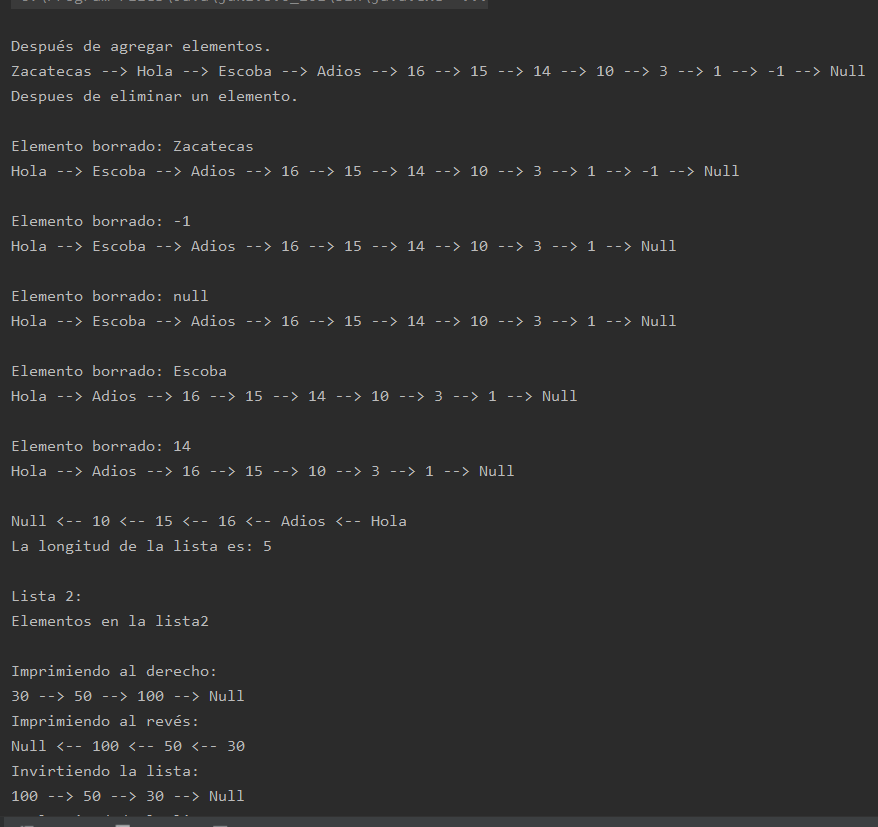 Después de agregar elementos.
Zacatecas --> Hola --> Escoba --> Adios --> 16 --> 15 --> 14 --> 10 --> 3 --> 1 --> -1 --> Null
Despues de eliminar un elemento.
Elemento borrado: Zacatecas
Hola --> Escoba --> Adios --> 16 --> 15 --> 14 --> 10 --> 3 --> 1 --> -1 --> Null
Elemento borrado: -1
Hola --> Escoba --> Adios --> 16 --> 15 --> 14 --> 10 --> 3 --> 1 --> Null
Elemento borrado: null
Hola --> Escoba --> Adios --> 16 --> 15 --> 14 --> 10 --> 3 --> 1 --> Null
Elemento borrado: Escoba
Hola --> Adios --> 16 --> 15 --> 14 --> 10 --> 3 --> 1 --> Null
Elemento borrado: 14
Hola --> Adios --> 16 --> 15 --> 10 --> 3 --> 1 --> Null
Null <-- 10 <-- 15 <-- 16 <-- Adios <-- Hola
La longitud de la lista es: 5
Lista 2:
Elementos en la lista2
Imprimiendo al derecho:
30 --> 50 --> 100 --> Null
Imprimiendo al revés:
Null <-- 100 <-- 50 <-- 30
Invirtiendo la lista:
100 --> 50 --> 30 --> Null